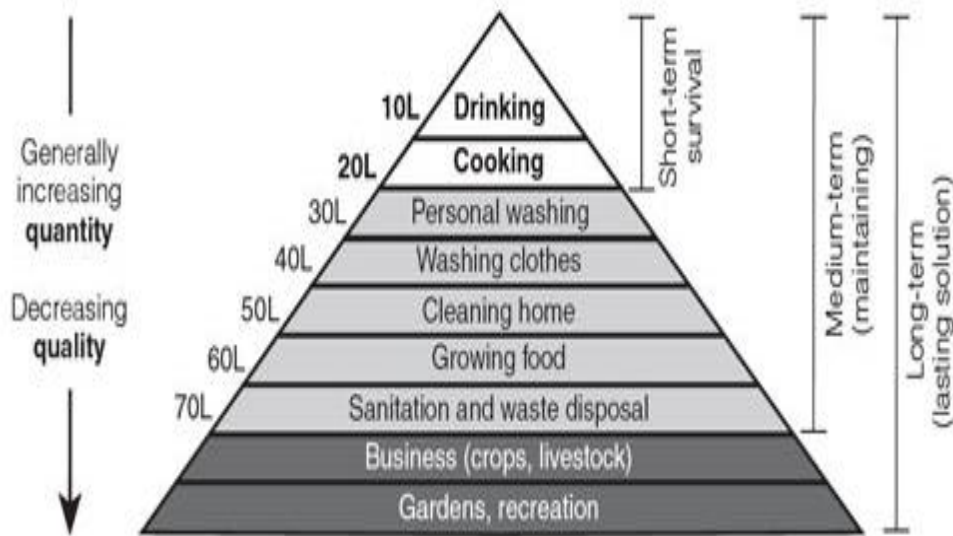 Generally
increasing
quantity
Decreasing
quality
10L Drinking
20L Cooking
30L Personal washing
40L Washing clothes
50L Cleaning home
60L Growing food
70L Sanitation and waste disposal
Business (crops, livestock)
Gardens, recreation
Short-term
survival
Medium-term
(maintaining)
Long-term
(lasting solution)